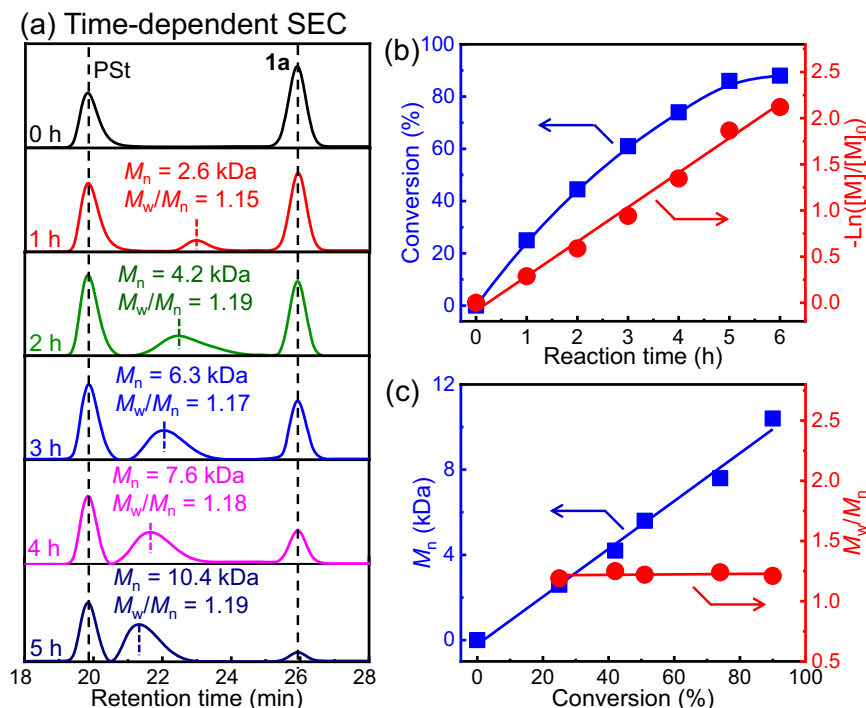 (a) Time-dependent SEC
PSt
1a
0 h
Mn = 2.6 kDa
Mw/Mn = 1.15
1 h
Mn = 4.2 kDa
Mw/Mn = 1.19
2 h
Mn = 6.3 kDa
Mw/Mn = 1.17
3 h
Mn = 7.6 kDa
Mw/Mn = 1.18
4 h
Mn = 10.4 kDa
Mw/Mn = 1.19
5 h
18 20 22 24 26 28
Retention time (min)
(b)
100
80
60
40
20
0
Conversion (%)
2.5
2.0
1.5
1.0
0.5
0.0
-Ln([M]/[M]0)
0 1 2 3 4 5 6
Reaction time (h)
(c)
12
8
4
0
Mn (kDa)
2.5
2.0
1.5
1.0
0.5
Mw/Mn
0 20 40 60 80 100
Conversion (%)